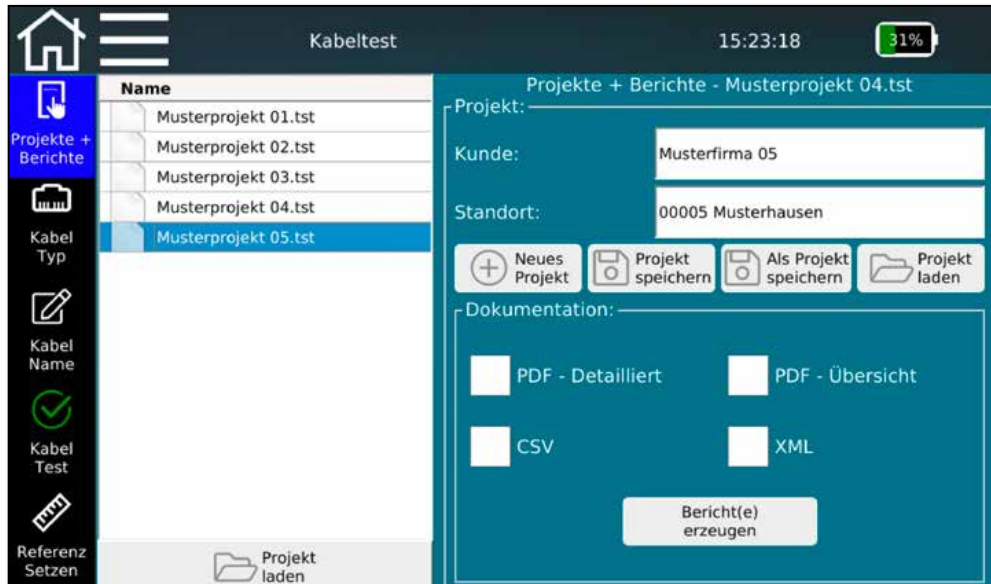 Kabeltest
15:23:18
31%
Projekte +
Berichte
Kabel
Typ
Kabel
Name
Kabel
Test
Referenz
Setzen
Name
Musterprojekt 01.tst
Musterprojekt 02.tst
Musterprojekt 03.tst
Musterprojekt 04.tst
Musterprojekt 05.tst
Projekt
laden
Projekte + Berichte - Musterprojekt 04.tst
Projekt:
Kunde:
Musterfirma 05
Standort:
00005 Musterhausen
Neues
Projekt
Projekt
speichern
Als Projekt
speichern
Projekt
laden
Dokumentation:
PDF - Detailliert
PDF - Übersicht
CSV
XML
Bericht(e)
erzeugen